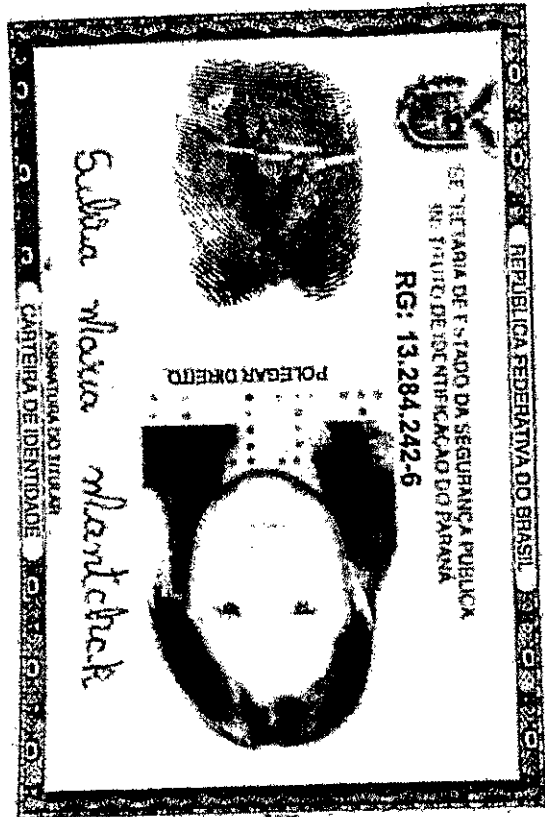 REPÚBLICA FEDERATIVA DO BRASIL
SECRETARIA DE ESTADO DA SEGURANÇA PÚBLICA
INSTITUTO DE IDENTIFICAÇÃO DO PARANÁ
RG: 13.284.242-6
POLEGAR DIREITO
Maria Mantchak
ASSINATURA DO TITULAR
CARTEIRA DE IDENTIDADE